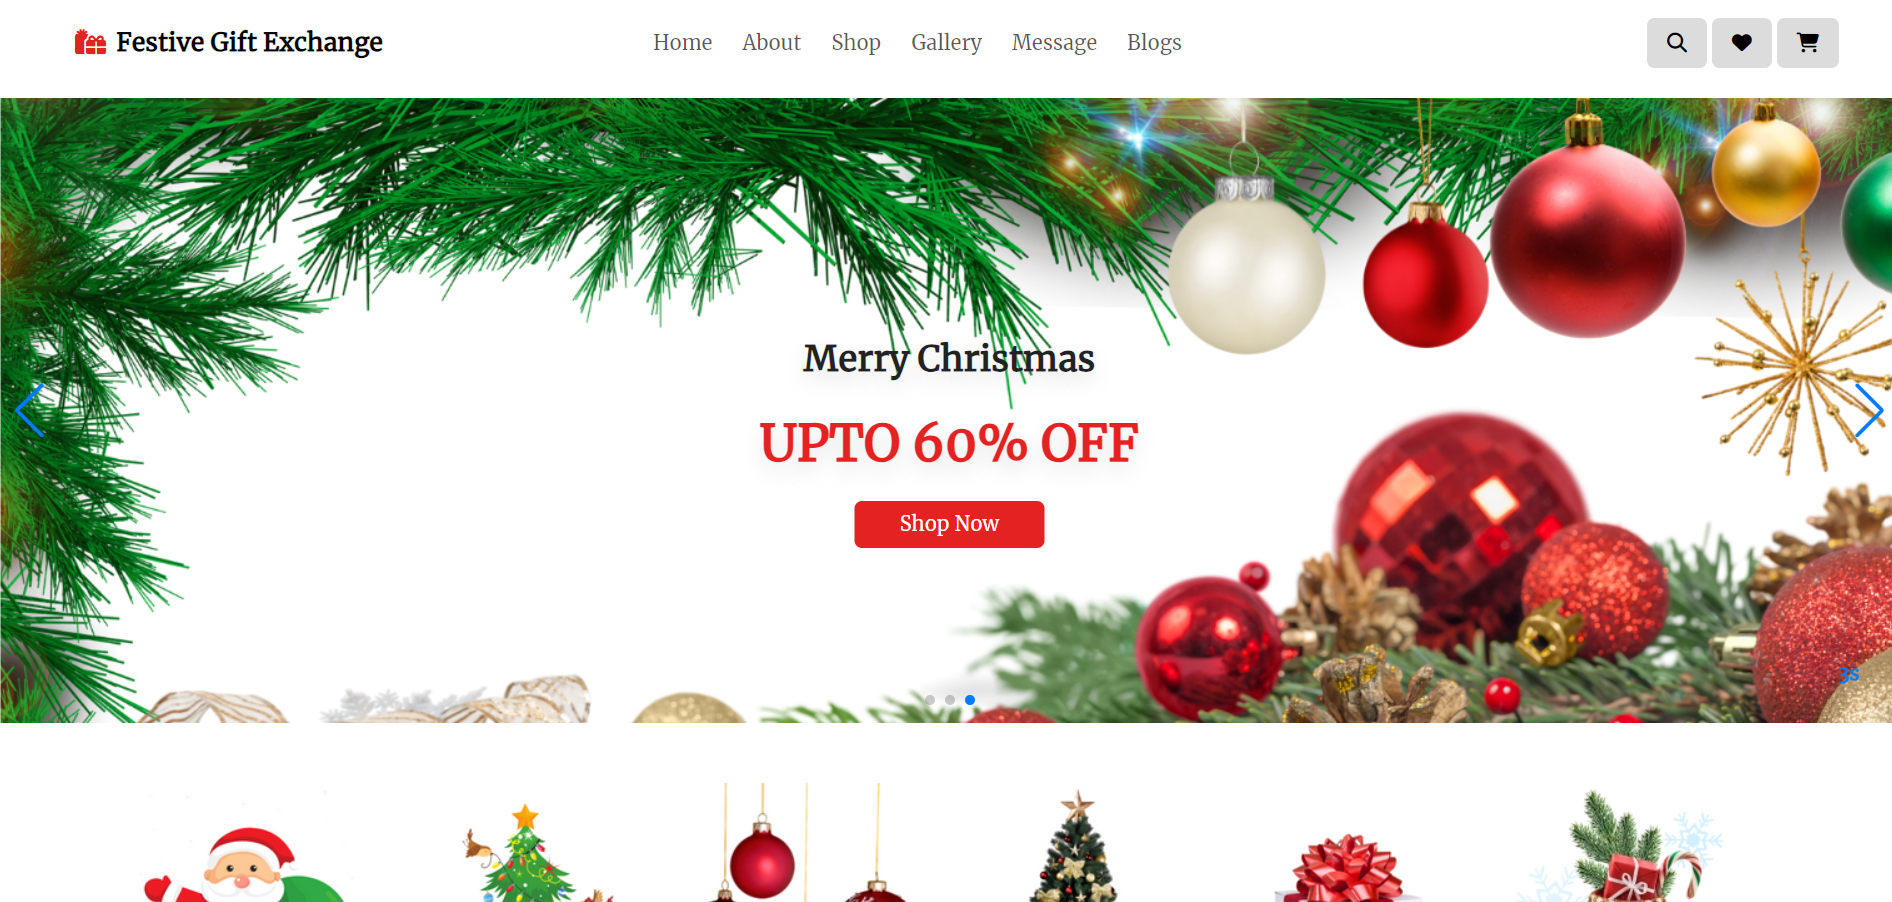 Festive Gift Exchange
Home About Shop Gallery Message Blogs
Merry Christmas
UPTO 60% OFF
Shop Now
3s